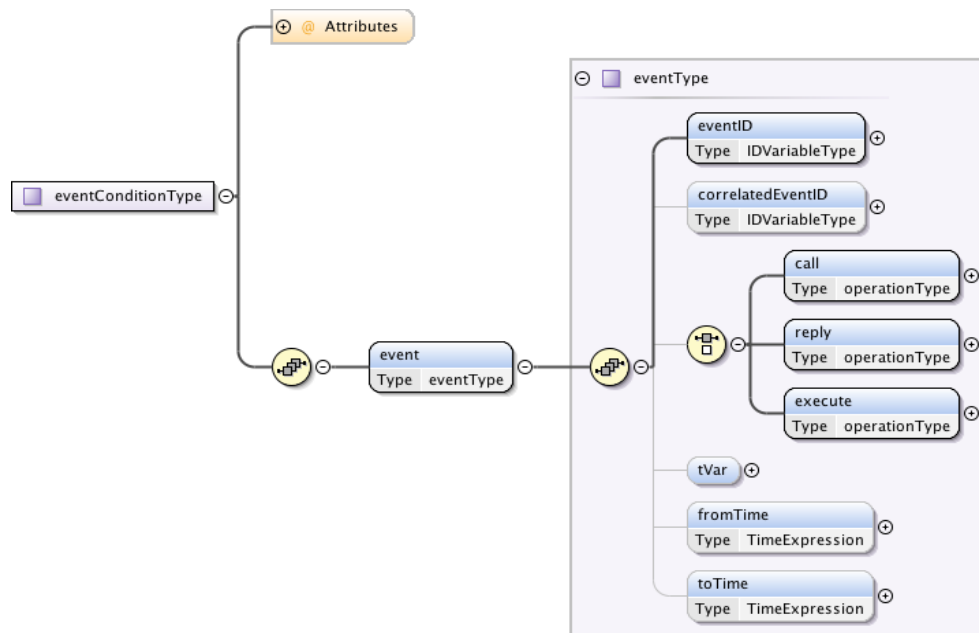 @ Attributes
eventType
eventID
Type IDVariableType
correlatedEventID
Type IDVariableType
eventConditionType
call
Type operationType
reply
Type operationType
event
Type eventType
execute
Type operationType
tVar
fromTime
Type TimeExpression
toTime
Type TimeExpression